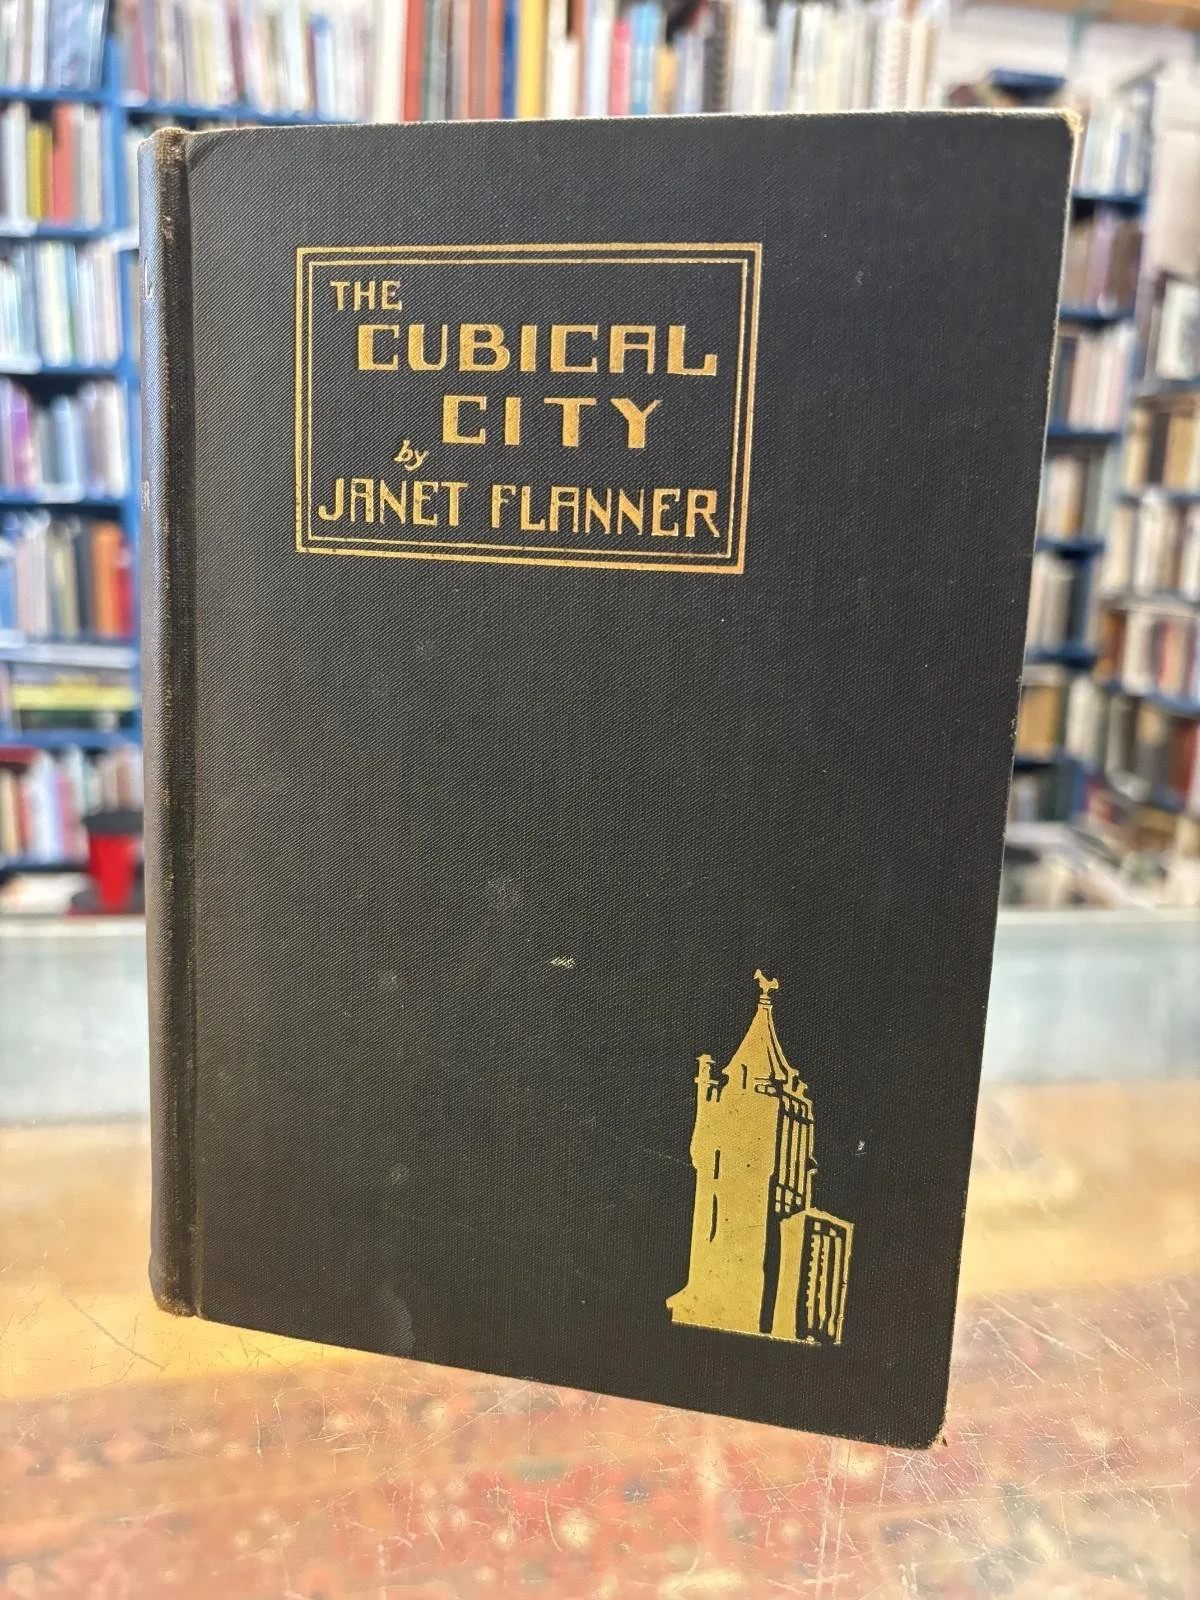 THE
CUBICAL
CITY
by
JANET FLANNER